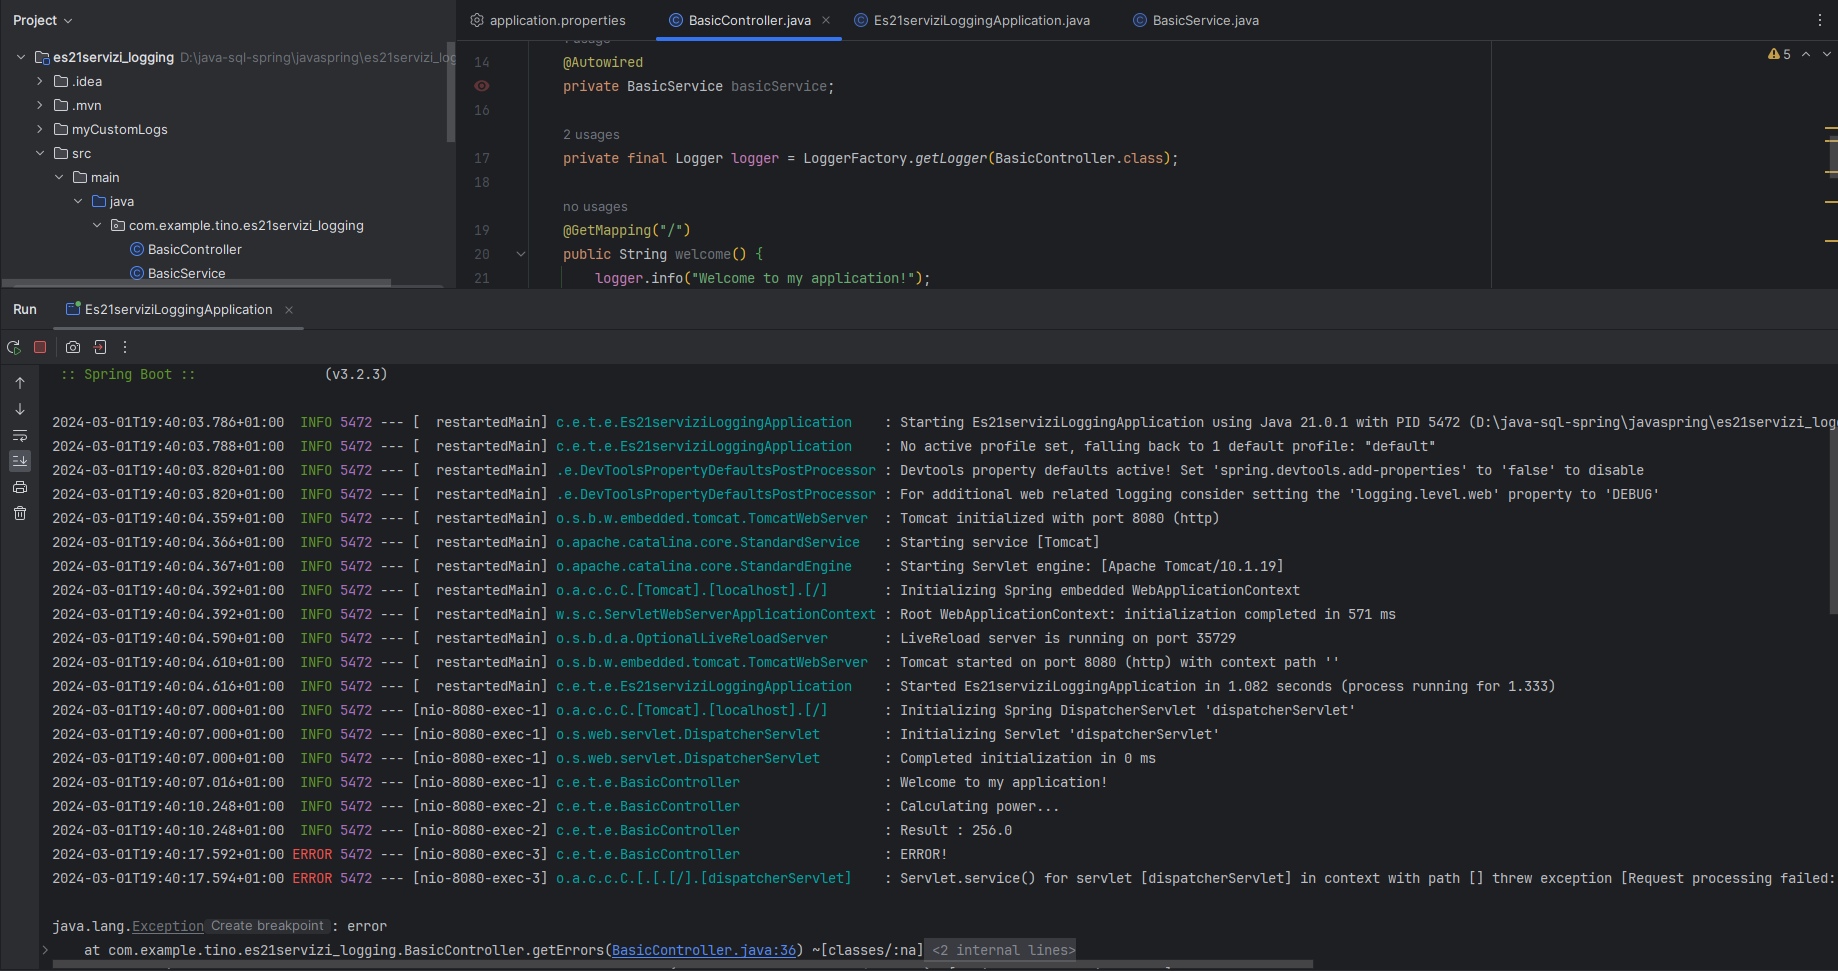 Project
application.properties
BasicController.java
Es21serviziLoggingApplication.java
BasicService.java
es21servizi_logging D:\java-sql-spring\javaspring\es21servizi_log
.idea
.mvn
myCustomLogs
src
main
java
com.example.tino.es21servizi_logging
BasicController
BasicService
5
14 @Autowired
private BasicService basicService;
16
2 usages
17 private final Logger logger = LoggerFactory.getLogger(BasicController.class);
18
no usages
19 @GetMapping("/")
20 public String welcome() {
21 logger.info("Welcome to my application!");
Run
Es21serviziLoggingApplication
:: Spring Boot :: (v3.2.3)
2024-03-01T19:40:03.786+01:00 INFO 5472 --- [ restartedMain] c.e.t.e.Es21serviziLoggingApplication : Starting Es21serviziLoggingApplication using Java 21.0.1 with PID 5472 (D:\java-sql-spring\javaspring\es21servizi_log
2024-03-01T19:40:03.788+01:00 INFO 5472 --- [ restartedMain] c.e.t.e.Es21serviziLoggingApplication : No active profile set, falling back to 1 default profile: "default"
2024-03-01T19:40:03.820+01:00 INFO 5472 --- [ restartedMain] .e.DevToolsPropertyDefaultsPostProcessor : Devtools property defaults active! Set 'spring.devtools.add-properties' to 'false' to disable
2024-03-01T19:40:03.820+01:00 INFO 5472 --- [ restartedMain] .e.DevToolsPropertyDefaultsPostProcessor : For additional web related logging consider setting the 'logging.level.web' property to 'DEBUG'
2024-03-01T19:40:04.359+01:00 INFO 5472 --- [ restartedMain] o.s.b.w.embedded.tomcat.TomcatWebServer : Tomcat initialized with port 8080 (http)
2024-03-01T19:40:04.366+01:00 INFO 5472 --- [ restartedMain] o.apache.catalina.core.StandardService : Starting service [Tomcat]
2024-03-01T19:40:04.367+01:00 INFO 5472 --- [ restartedMain] o.apache.catalina.core.StandardEngine : Starting Servlet engine: [Apache Tomcat/10.1.19]
2024-03-01T19:40:04.392+01:00 INFO 5472 --- [ restartedMain] o.a.c.c.C.[Tomcat].[localhost].[/] : Initializing Spring embedded WebApplicationContext
2024-03-01T19:40:04.392+01:00 INFO 5472 --- [ restartedMain] w.s.c.ServletWebServerApplicationContext : Root WebApplicationContext: initialization completed in 571 ms
2024-03-01T19:40:04.590+01:00 INFO 5472 --- [ restartedMain] o.s.b.d.a.OptionalLiveReloadServer : LiveReload server is running on port 35729
2024-03-01T19:40:04.610+01:00 INFO 5472 --- [ restartedMain] o.s.b.w.embedded.tomcat.TomcatWebServer : Tomcat started on port 8080 (http) with context path ''
2024-03-01T19:40:04.616+01:00 INFO 5472 --- [ restartedMain] c.e.t.e.Es21serviziLoggingApplication : Started Es21serviziLoggingApplication in 1.082 seconds (process running for 1.333)
2024-03-01T19:40:07.000+01:00 INFO 5472 --- [nio-8080-exec-1] o.a.c.c.C.[Tomcat].[localhost].[/] : Initializing Spring DispatcherServlet 'dispatcherServlet'
2024-03-01T19:40:07.000+01:00 INFO 5472 --- [nio-8080-exec-1] o.s.web.servlet.DispatcherServlet : Initializing Servlet 'dispatcherServlet'
2024-03-01T19:40:07.000+01:00 INFO 5472 --- [nio-8080-exec-1] o.s.web.servlet.DispatcherServlet : Completed initialization in 0 ms
2024-03-01T19:40:07.016+01:00 INFO 5472 --- [nio-8080-exec-1] c.e.t.e.BasicController : Welcome to my application!
2024-03-01T19:40:10.248+01:00 INFO 5472 --- [nio-8080-exec-2] c.e.t.e.BasicController : Calculating power...
2024-03-01T19:40:10.248+01:00 INFO 5472 --- [nio-8080-exec-2] c.e.t.e.BasicController : Result : 256.0
2024-03-01T19:40:17.592+01:00 ERROR 5472 --- [nio-8080-exec-3] c.e.t.e.BasicController : ERROR!
2024-03-01T19:40:17.594+01:00 ERROR 5472 --- [nio-8080-exec-3] o.a.c.c.C.[.[.[/].[dispatcherServlet] : Servlet.service() for servlet [dispatcherServlet] in context with path [] threw exception [Request processing failed:
java.lang.Exception Create breakpoint : error
at com.example.tino.es21servizi_logging.BasicController.getErrors(BasicController.java:36) ~[classes/:na] <2 internal lines>